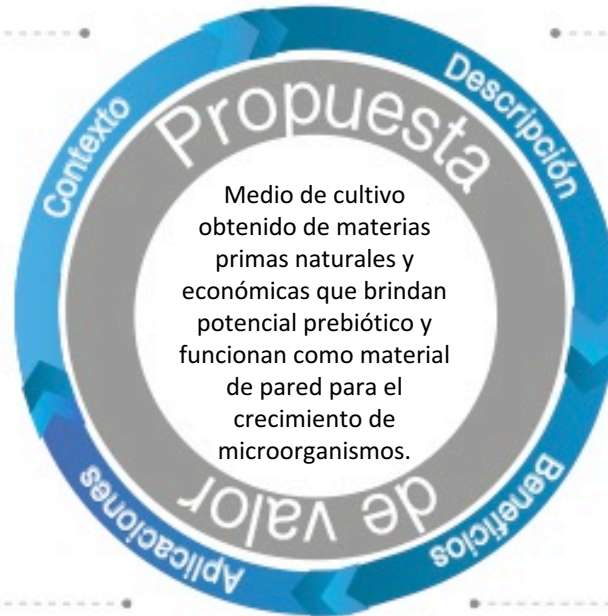 Contexto
Descripción
Propuesta
Medio de cultivo
obtenido de materias
primas naturales y
económicas que brindan
potencial prebiótico y
funcionan como material
de pared para el
crecimiento de
microorganismos.
de valor
Aplicaciones
Beneficios